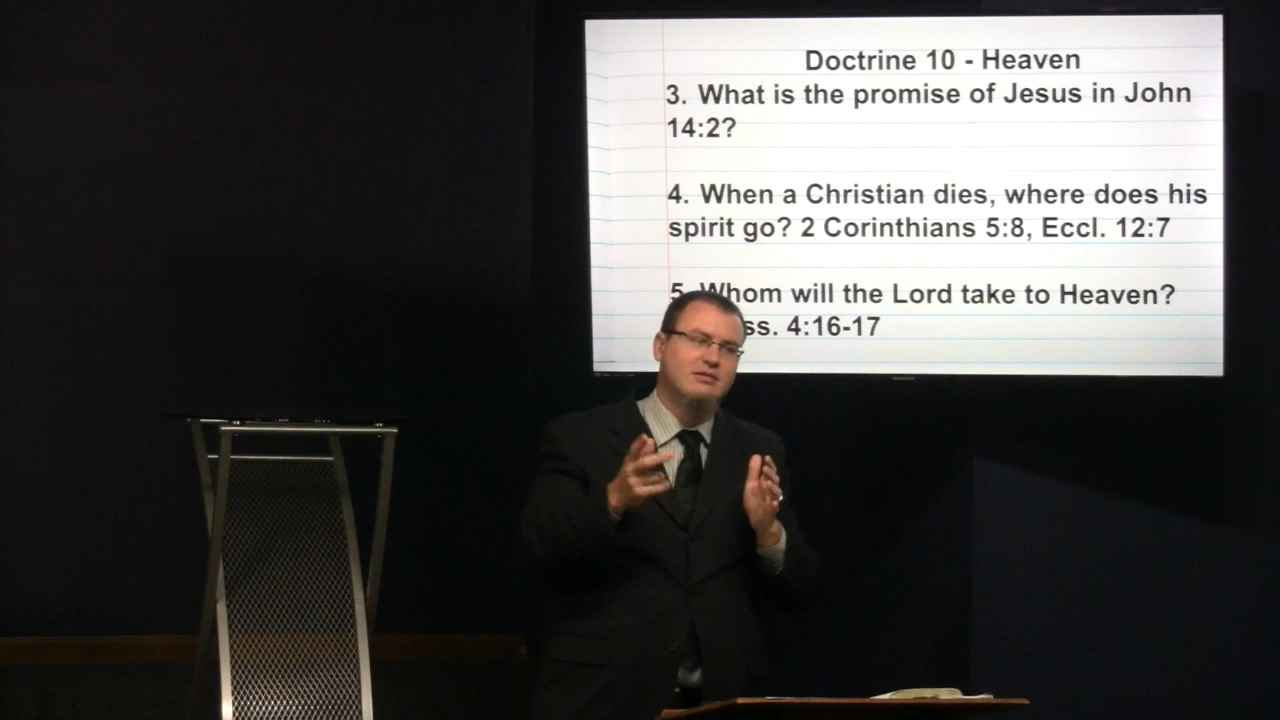 Doctrine 10 - Heaven
3. What is the promise of Jesus in John
14:2?
4. When a Christian dies, where does his
spirit go? 2 Corinthians 5:8, Eccl. 12:7
5. Whom will the Lord take to Heaven?
ss. 4:16-17